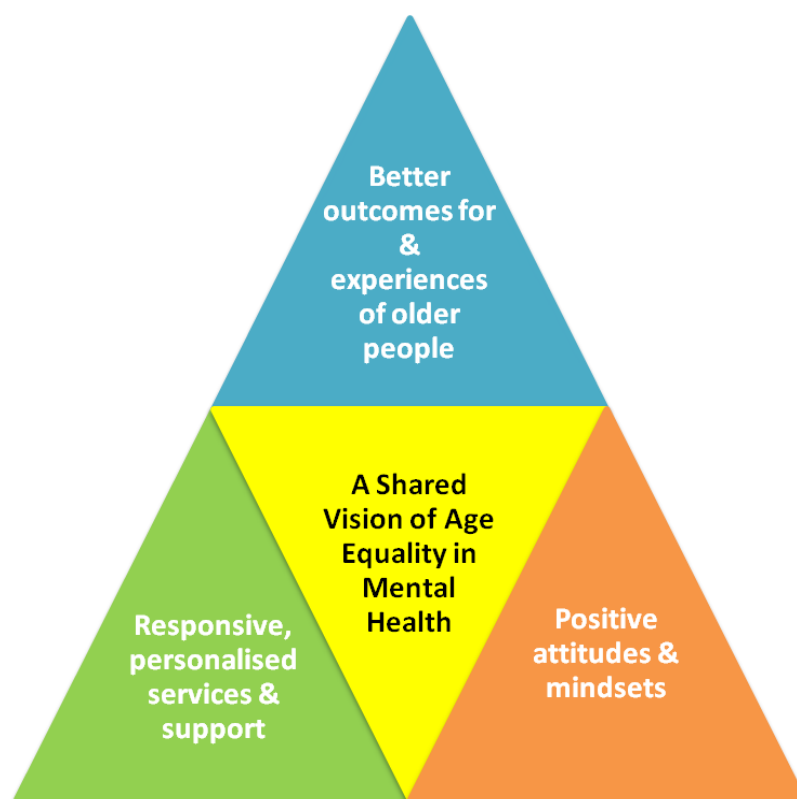 Better
outcomes for
&
experiences
of older
people
A Shared
Vision of Age
Equality in
Mental
Health
Responsive,
personalised
services &
support
Positive
attitudes &
mindsets